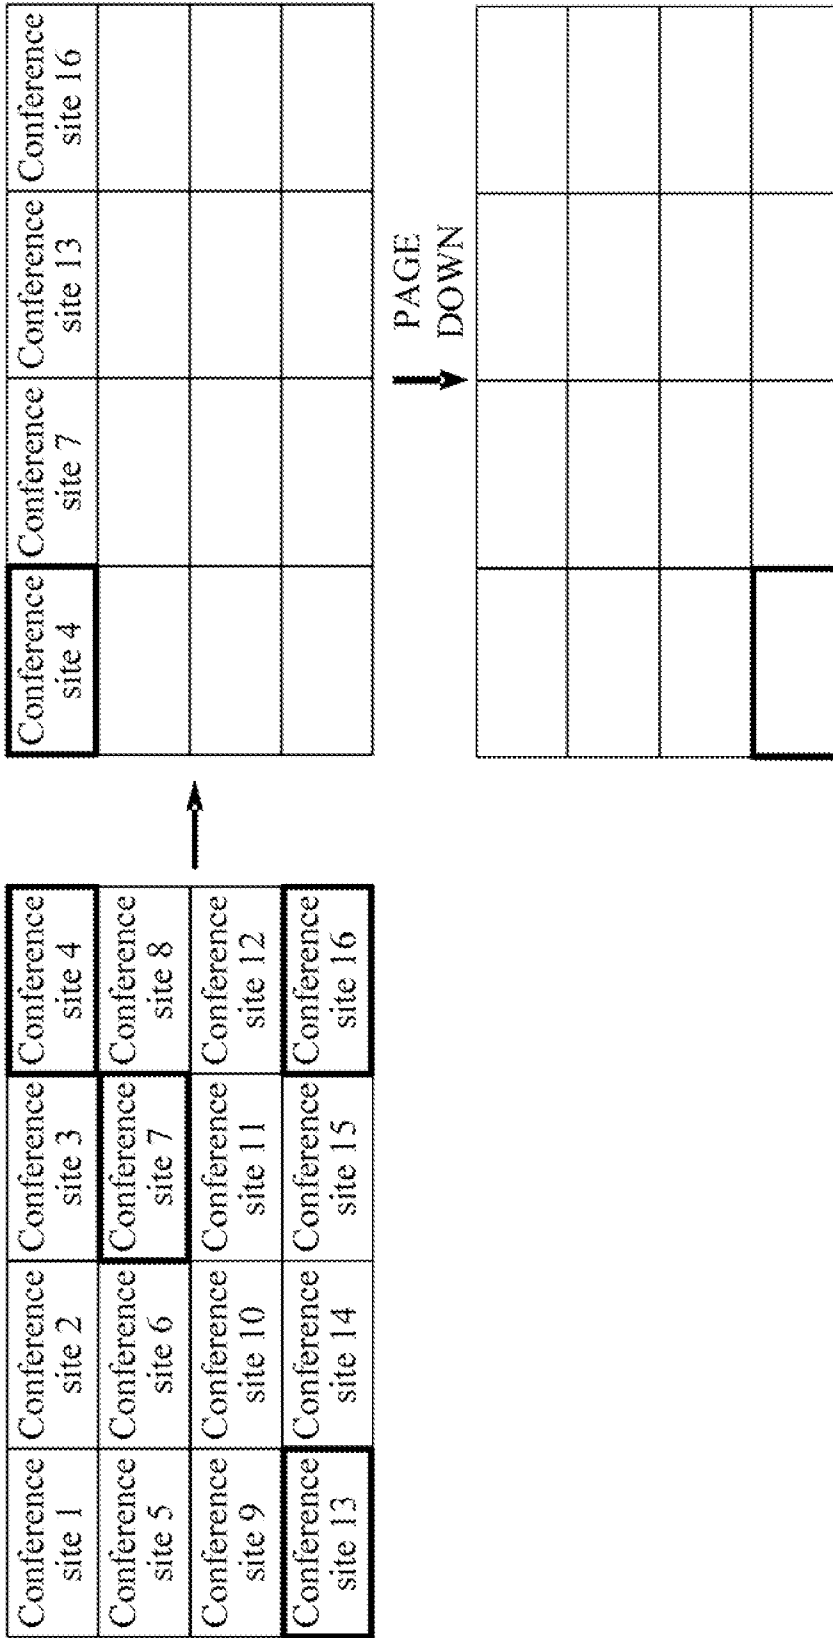 Conference
site 1
Conference
site 2
Conference
site 3
Conference
site 4
Conference
site 5
Conference
site 6
Conference
site 7
Conference
site 8
Conference
site 9
Conference
site 10
Conference
site 11
Conference
site 12
Conference
site 13
Conference
site 14
Conference
site 15
Conference
site 16
Conference
site 4
Conference
site 7
Conference
site 13
Conference
site 16
PAGE
DOWN